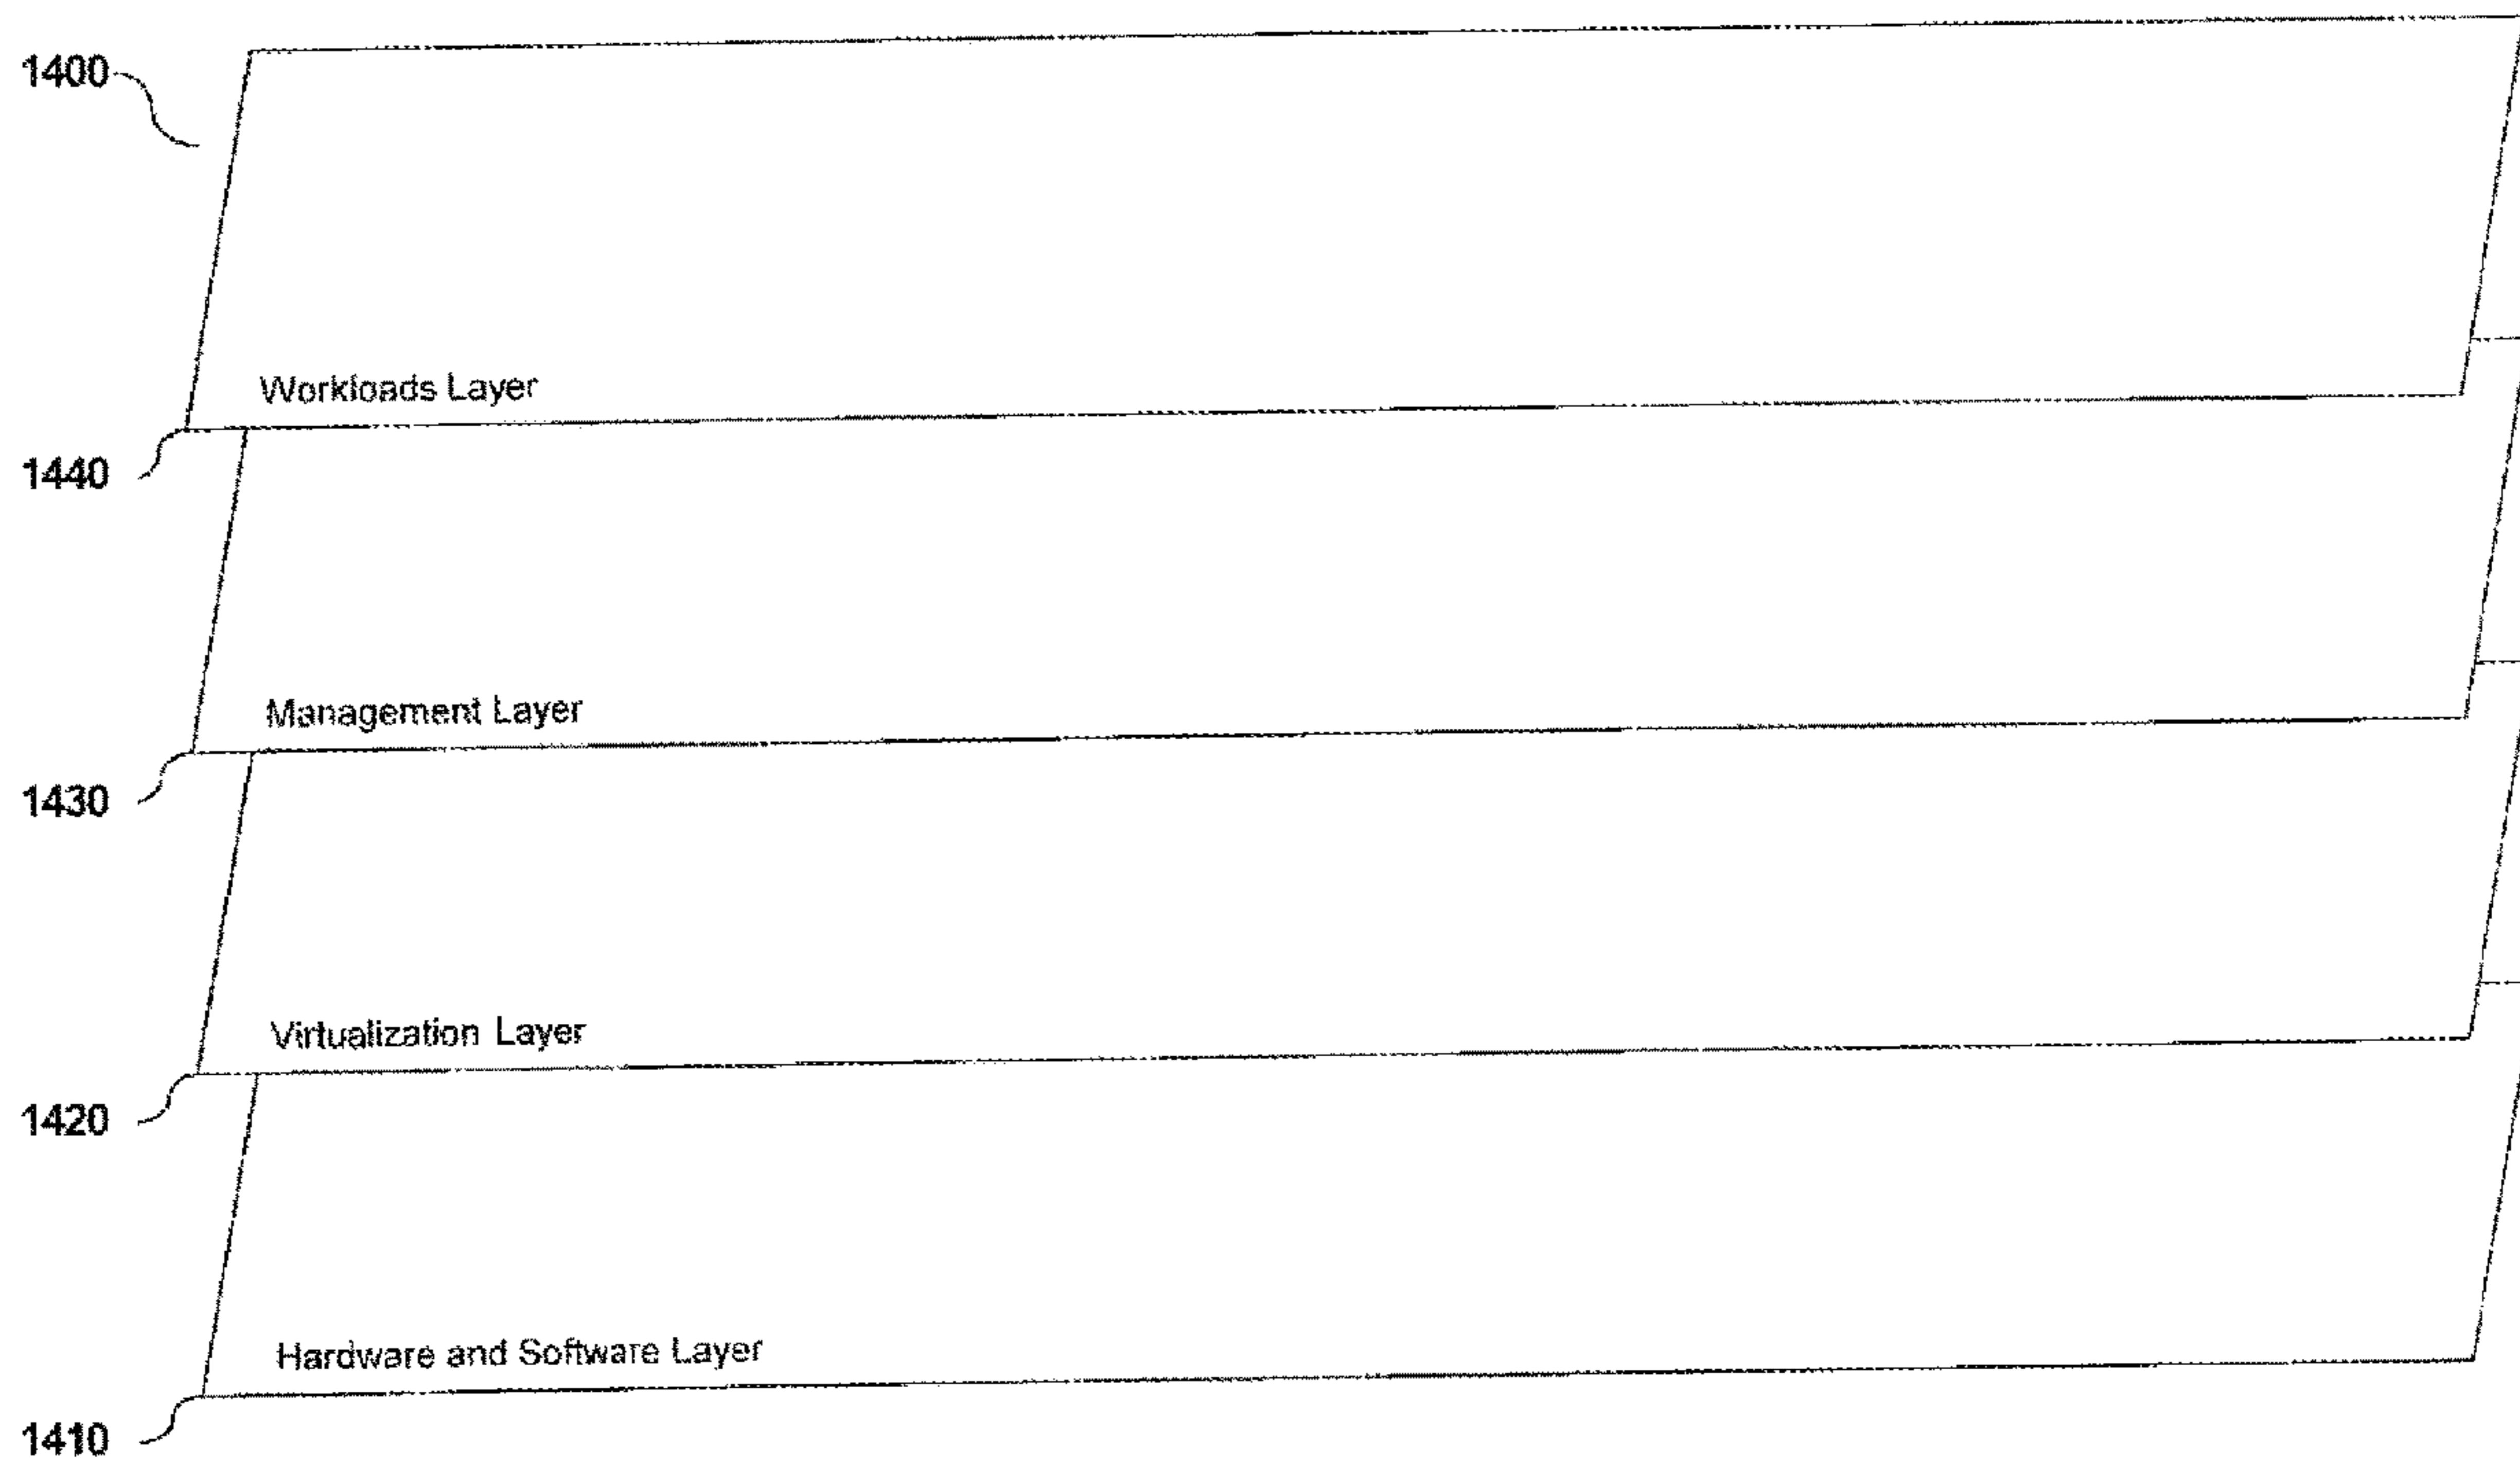 1400
Workloads Layer
1440
Management Layer
1430
Virtualization Layer
1420
Hardware and Software Layer
1410